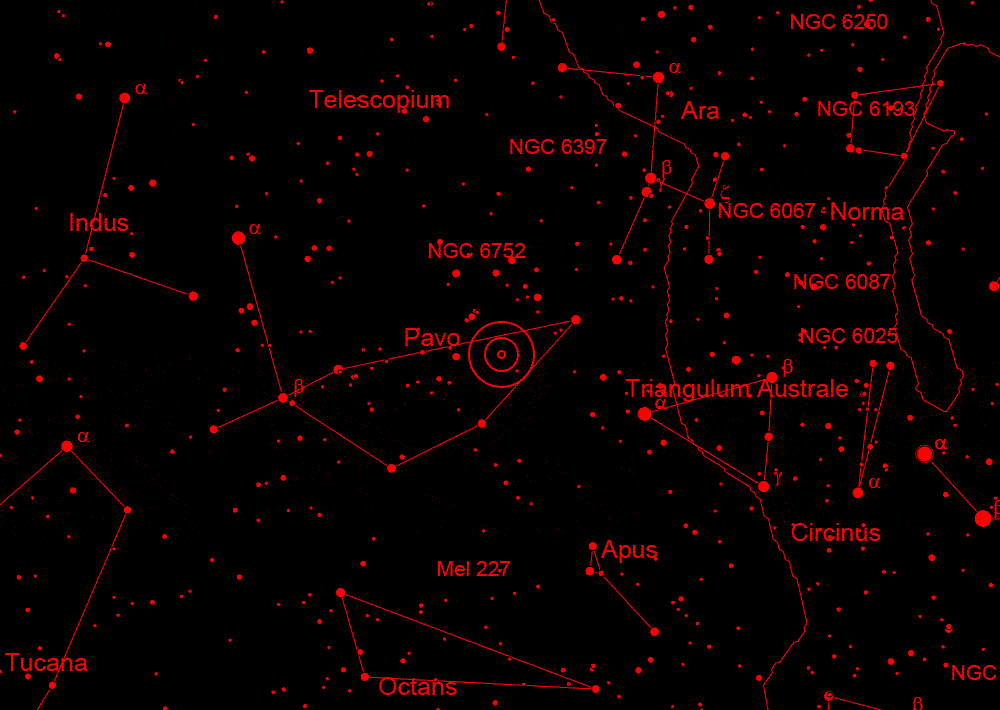 NGC 6250
α
α
Telescopium
Ara
NGC 6193
NGC 6397
β
ζ
Indus
NGC 6067
Norma
α
NGC 6752
NGC 6087
Pavo
NGC 6025
β
β
Triangulum Australe
α
α
α
γ
α
β
Circinus
Apus
Mel 227
Tucana
Octans
NGC
β